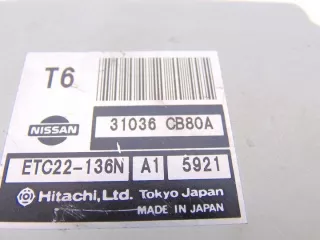 T6
NISSAN 31036 CB80A
ETC22-136N A1 5921
Hitachi, Ltd. Tokyo Japan
MADE IN JAPAN